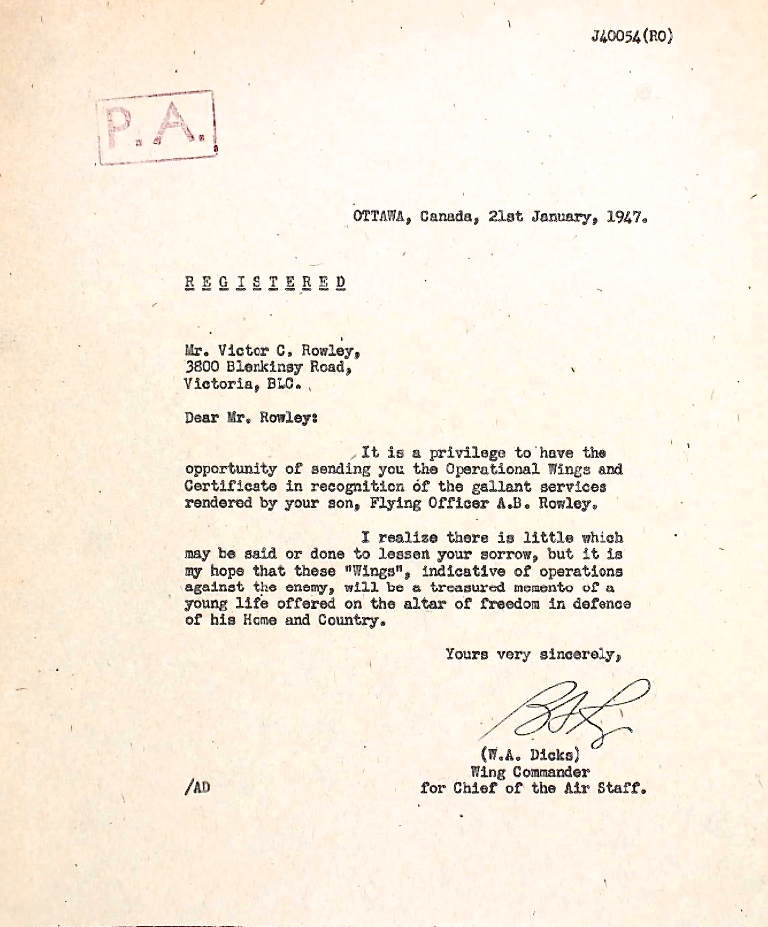 J40054(RO)
P.A.
OTTAWA, Canada, 21st January, 1947.
REGISTERED
Mr. Victor C. Rowley,
3800 Blenkinsy Road,
Victoria, BLC.
Dear Mr. Rowley:
It is a privilege to have the
opportunity of sending you the Operational Wings and
Certificate in recognition of the gallant services
rendered by your son, Flying Officer A.B. Rowley.
I realize there is little which
may be said or done to lessen your sorrow, but it is
my hope that these "Wings", indicative of operations
against the enemy, will be a treasured memento of a
young life offered on the altar of freedom in defence
of his Home and Country.
Yours very sincerely,
(W.A. Dicks)
Wing Commander
/AD for Chief of the Air Staff.